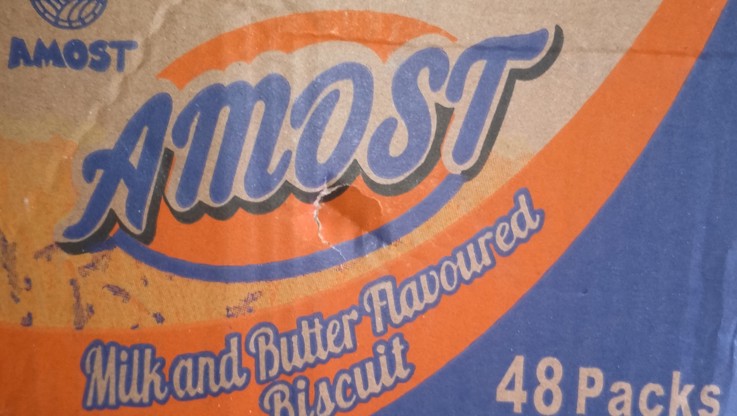 AMOST
AMOST
Milk and Butter Flavoured
Biscuit
48 Packs